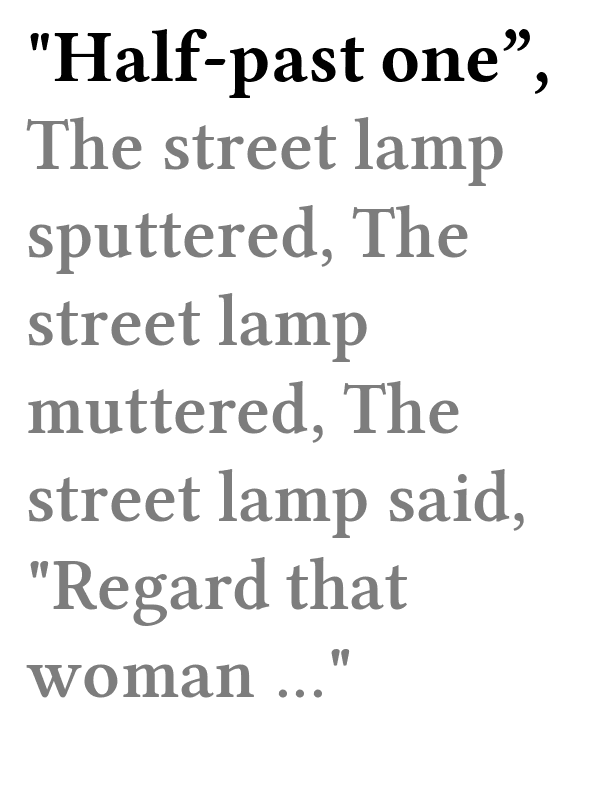 "Half-past one”,
The street lamp
sputtered, The
street lamp
muttered, The
street lamp said,
"Regard that
woman ..."